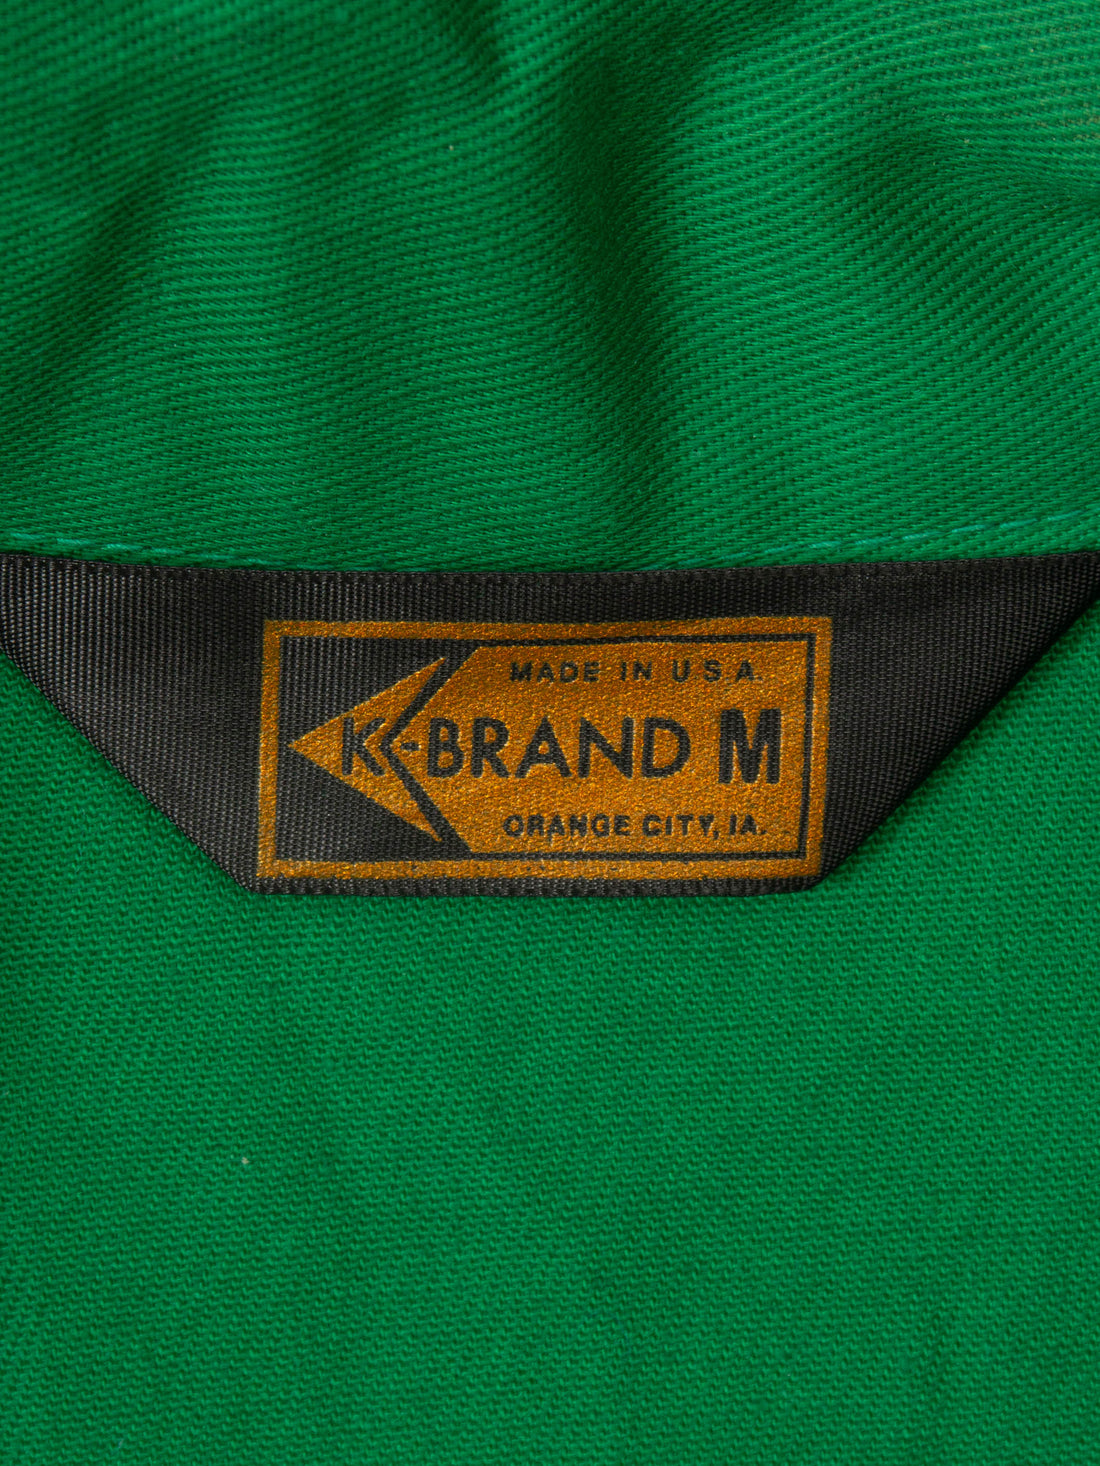 MADE IN U S A.
K-BRAND M
ORANGE CITY, IA.